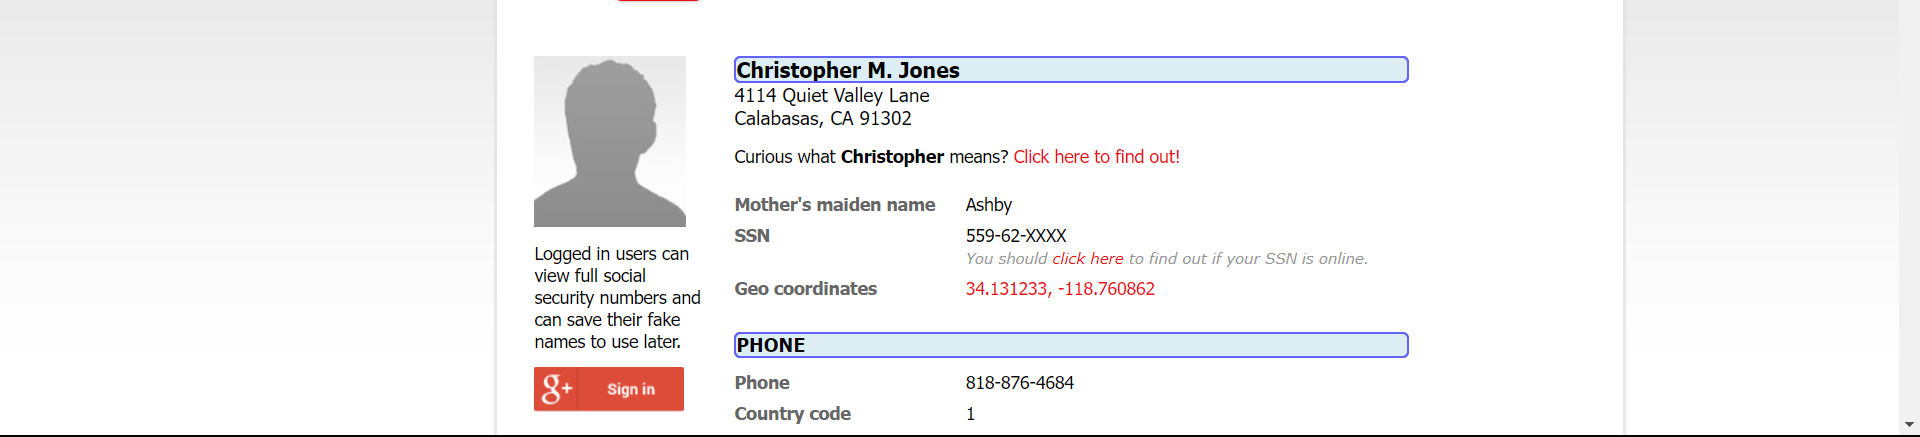 Christopher M. Jones
4114 Quiet Valley Lane
Calabasas, CA 91302
Curious what Christopher means? Click here to find out!
Mother's maiden name Ashby
SSN 559-62-XXXX
You should click here to find out if your SSN is online.
Geo coordinates 34.131233, -118.760862
Logged in users can
view full social
security numbers and
can save their fake
names to use later.
g+ Sign in
PHONE
Phone 818-876-4684
Country code 1